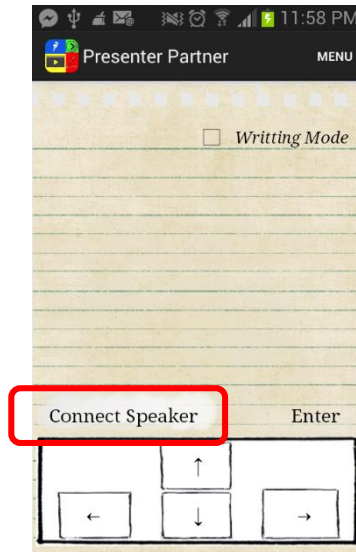 11:58 PM
Presenter Partner MENU
Writting Mode
Connect Speaker Enter
↑
← ↓ →